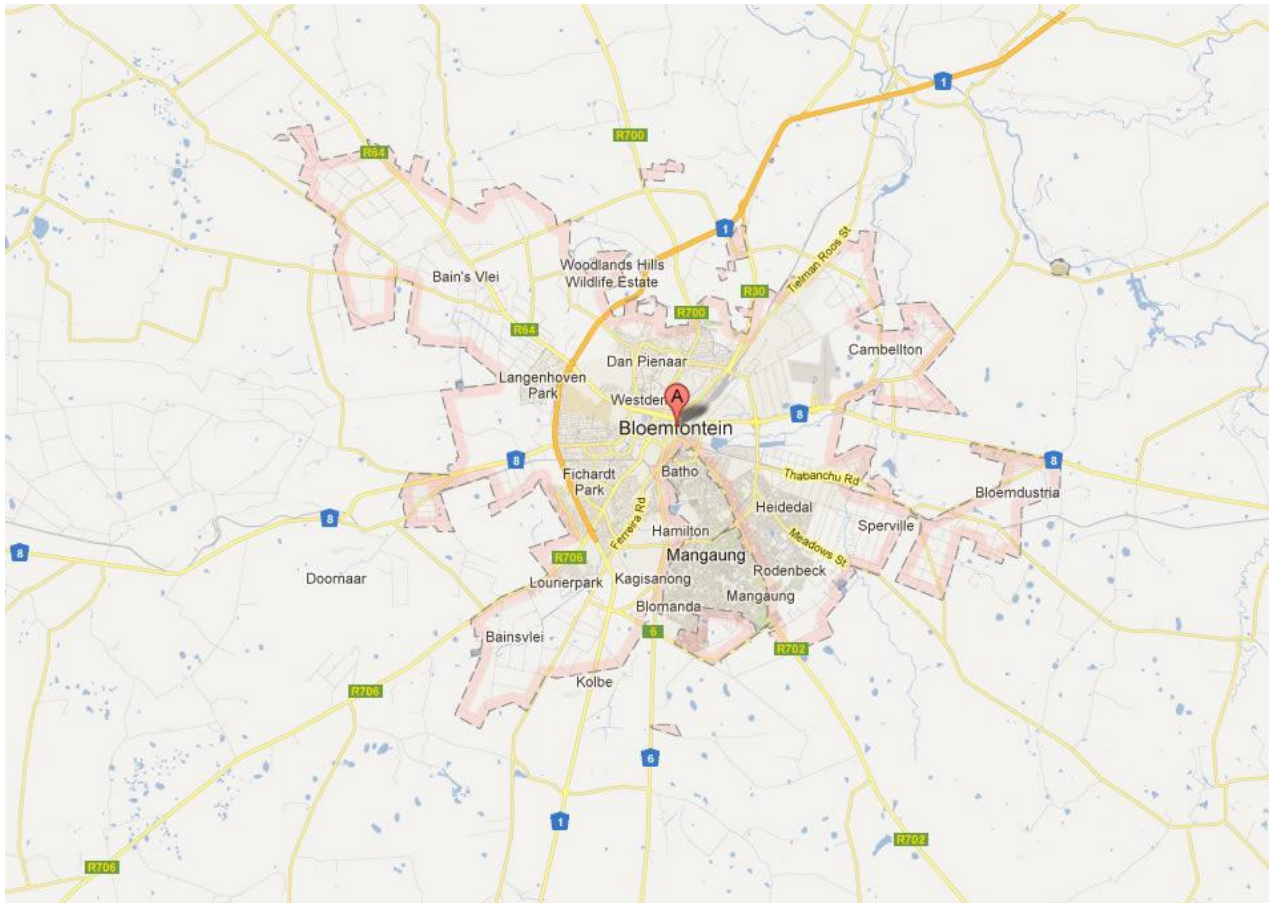 1
R700
R64
1
Tielman Roos St
Woodlands Hills
Wildlife Estate
Bain's Vlei
R30
R700
R64
Cambellton
Dan Pienaar
Langenhoven
Park
A
8
Bloemfontein
8
8
Batho
Fichardt
Park
Thabanchu Rd
Bloemdustria
Heidedal
8
Ferreira Rd
Sperville
Hamilton
Meadows St
8
R706
Mangaung
Doornaar
Lourierpark
Kagisanong
Rodenbeck
Blomanda
Mangaung
Bainsvlei
6
R702
Kolbe
R706
6
1
R702
R706